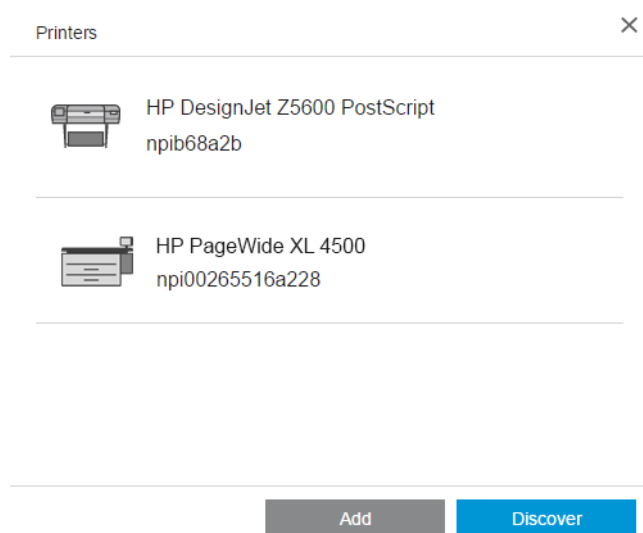 Printers
HP DesignJet Z5600 PostScript
npib68a2b
HP PageWide XL 4500
npi00265516a228
Add
Discover